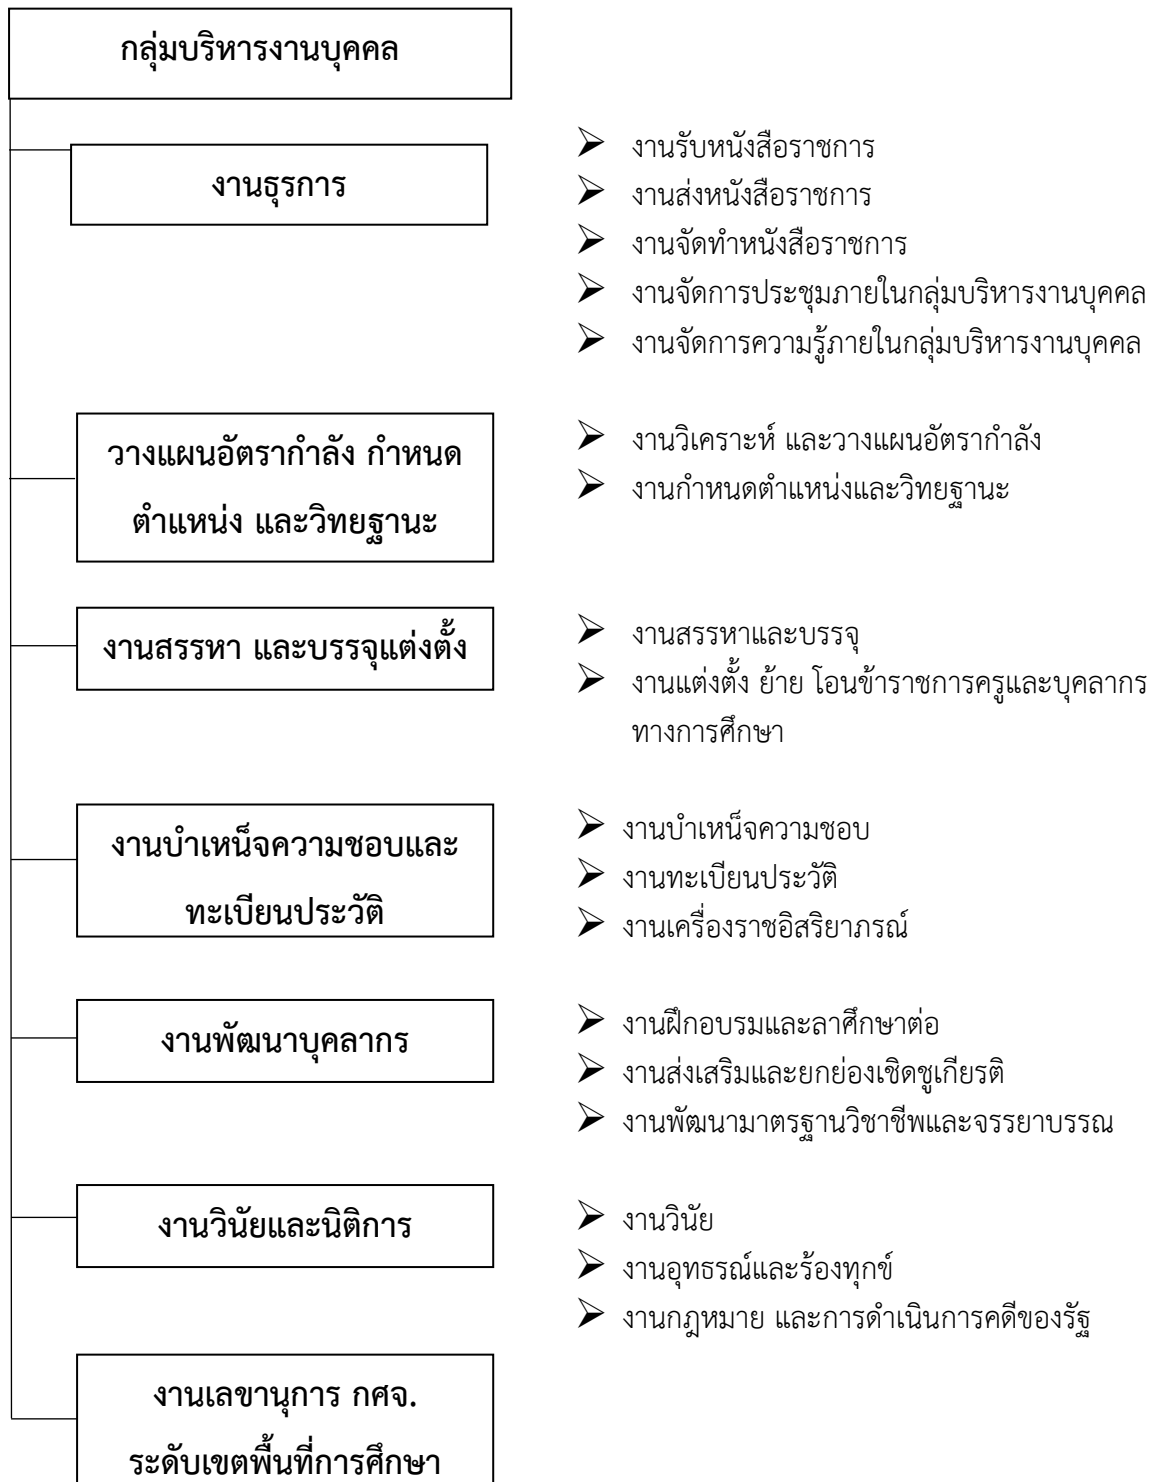 กลุ่มบริหารงานบุคคล
งานธุรการ
งานรับหนังสือราชการ
งานส่งหนังสือราชการ
งานจัดทำหนังสือราชการ
งานจัดการประชุมภายในกลุ่มบริหารงานบุคคล
งานจัดการความรู้ภายในกลุ่มบริหารงานบุคคล
วางแผนอัตรากำลัง กำหนด
ตำแหน่ง และวิทยฐานะ
งานวิเคราะห์ และวางแผนอัตรากำลัง
งานกำหนดตำแหน่งและวิทยฐานะ
งานสรรหา และบรรจุแต่งตั้ง
งานสรรหาและบรรจุ
งานแต่งตั้ง ย้าย โอนข้าราชการครูและบุคลากร
ทางการศึกษา
งานบำเหน็จความชอบและ
ทะเบียนประวัติ
งานบำเหน็จความชอบ
งานทะเบียนประวัติ
งานเครื่องราชอิสริยาภรณ์
งานพัฒนาบุคลากร
งานฝึกอบรมและลาศึกษาต่อ
งานส่งเสริมและยกย่องเชิดชูเกียรติ
งานพัฒนามาตรฐานวิชาชีพและจรรยาบรรณ
งานวินัยและนิติการ
งานวินัย
งานอุทธรณ์และร้องทุกข์
งานกฎหมาย และการดำเนินการคดีของรัฐ
งานเลขานุการ กศจ.
ระดับเขตพื้นที่การศึกษา